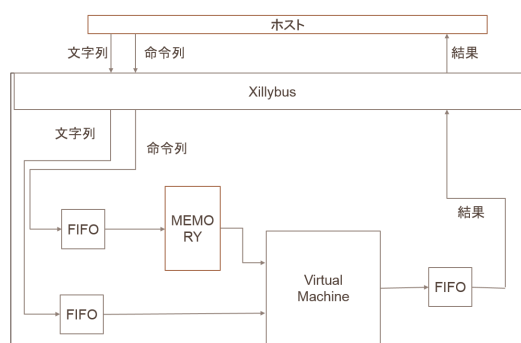 ホスト
文字列
命令列
結果
Xillybus
文字列
命令列
結果
FIFO
MEMO
RY
Virtual
Machine
FIFO
FIFO